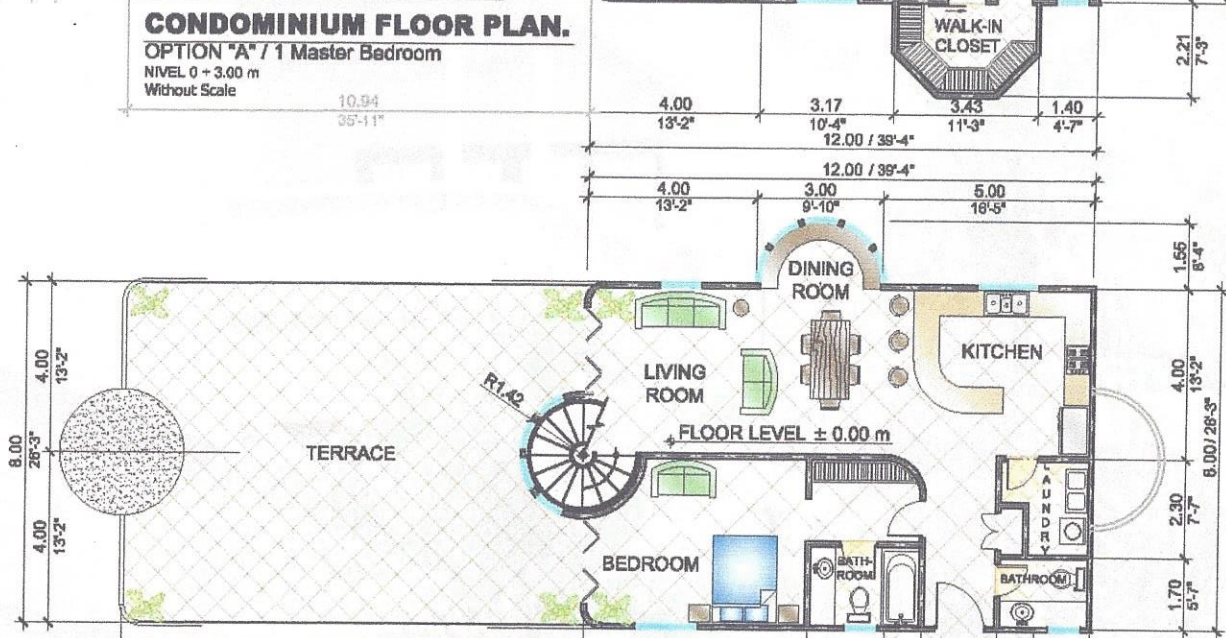 CONDOMINIUM FLOOR PLAN.
OPTION "A" / 1 Master Bedroom
NIVEL 0 + 3.00 m
Without Scale
10.94
35'-11"
WALK-IN
CLOSET
2.21
7'-3"
4.00
13'-2"
3.17
10'-4"
3.43
11'-3"
1.40
4'-7"
12.00 / 39'-4"
12.00 / 39'-4"
4.00
13'-2"
3.00
9'-10"
5.00
16'-5"
1.55
DINING
ROOM
LIVING
ROOM
KITCHEN
R1.42
FLOOR LEVEL ± 0.00 m
TERRACE
BEDROOM
BATH-
ROOM
LAUNDRY
BATHROOM
8.00
26'-3"
4.00
13'-2"
4.00
13'-2"
4.00
13'-2"
2.30
7'-7"
1.70
5'-7"
8.00 / 26'-3"